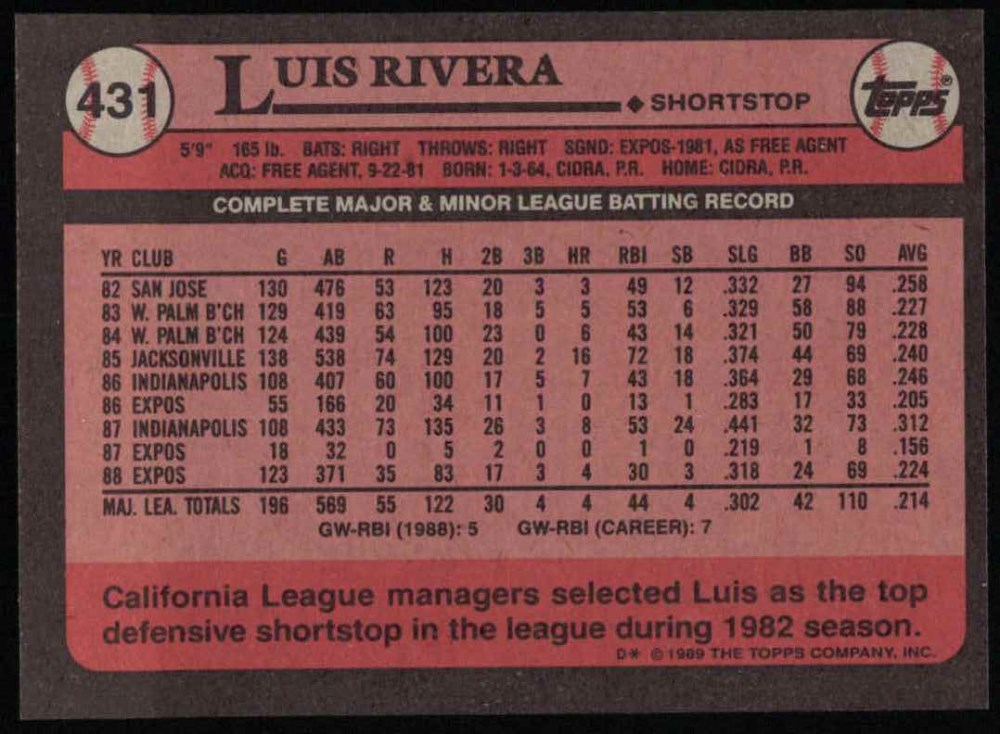 431
LUIS RIVERA
◆ SHORTSTOP
TOPPS®
5'9" 165 lb. BATS: RIGHT THROWS: RIGHT SGND: EXPOS-1981, AS FREE AGENT
ACQ: FREE AGENT, 9-22-81 BORN: 1-3-64, CIDRA, P.R. HOME: CIDRA, P.R.
COMPLETE MAJOR & MINOR LEAGUE BATTING RECORD
YR CLUB G AB R H 2B 3B HR RBI SB SLG BB SO AVG
82 SAN JOSE 130 476 53 123 20 3 3 49 12 .332 27 94 .258
83 W. PALM B'CH 129 419 63 95 18 5 5 53 6 .329 58 88 .227
84 W. PALM B'CH 124 439 54 100 23 0 6 43 14 .321 50 79 .228
85 JACKSONVILLE 138 538 74 129 20 2 16 72 18 .374 44 69 .240
86 INDIANAPOLIS 108 407 60 100 17 5 7 43 18 .364 29 68 .246
86 EXPOS 55 166 20 34 11 1 0 13 1 .283 17 33 .205
87 INDIANAPOLIS 108 433 73 135 26 3 8 53 24 .441 32 73 .312
87 EXPOS 18 32 0 5 2 0 0 1 0 .219 1 8 .156
88 EXPOS 123 371 35 83 17 3 4 30 3 .318 24 69 .224
MAJ. LEA. TOTALS 196 569 55 122 30 4 4 44 4 .302 42 110 .214
GW-RBI (1988): 5 GW-RBI (CAREER): 7
California League managers selected Luis as the top
defensive shortstop in the league during 1982 season.
D* © 1989 THE TOPPS COMPANY, INC.